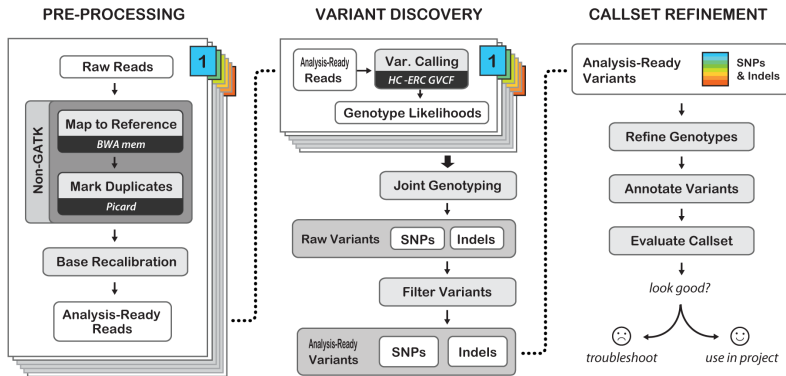 PRE-PROCESSING
1
Raw Reads
Non-GATK
Map to Reference
BWA mem
Mark Duplicates
Picard
Base Recalibration
Analysis-Ready
Reads
VARIANT DISCOVERY
1
Analysis-Ready
Reads
Var. Calling
HC -ERC GVCF
Genotype Likelihoods
Joint Genotyping
Raw Variants
SNPs
Indels
Filter Variants
Analysis-Ready
Variants
SNPs
Indels
CALLSET REFINEMENT
Analysis-Ready
Variants
SNPs
& Indels
Refine Genotypes
Annotate Variants
Evaluate Callset
look good?
troubleshoot
use in project